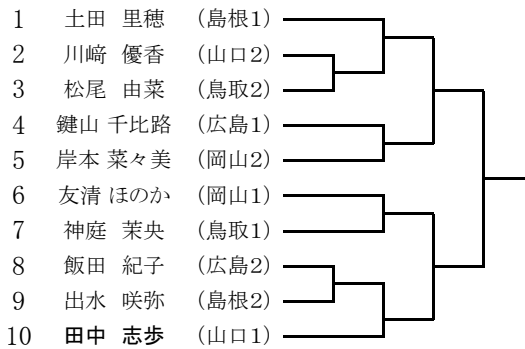 1 土田 里穂 (島根1)
2 川﨑 優香 (山口2)
3 松尾 由菜 (鳥取2)
4 鍵山 千比路 (広島1)
5 岸本 菜々美 (岡山2)
6 友清 ほのか (岡山1)
7 神庭 茉央 (鳥取1)
8 飯田 紀子 (広島2)
9 出水 咲弥 (島根2)
10 田中 志歩 (山口1)